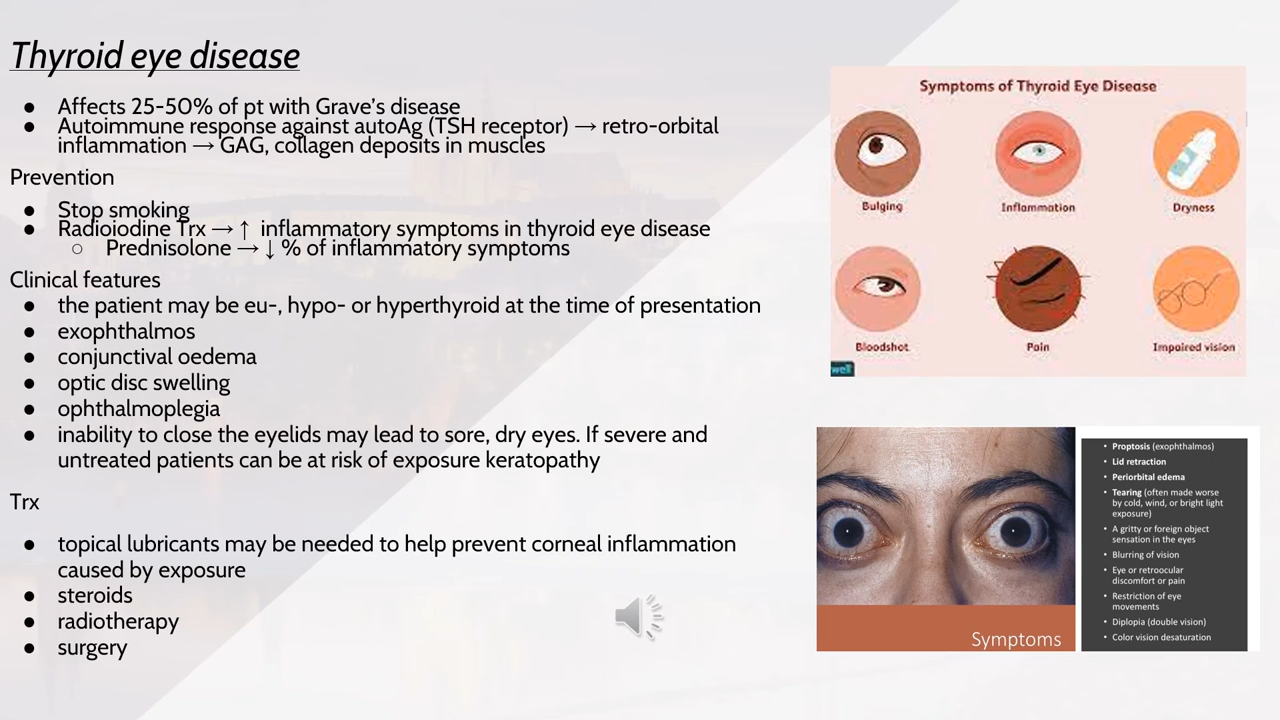 Thyroid eye disease
● Affects 25-50% of pt with Grave's disease
● Autoimmune response against autoAg (TSH receptor) → retro-orbital
inflammation → GAG, collagen deposits in muscles
Prevention
● Stop smoking
● Radioiodine Trx → ↑ inflammatory symptoms in thyroid eye disease
○ Prednisolone → ↓ % of inflammatory symptoms
Clinical features
● the patient may be eu-, hypo- or hyperthyroid at the time of presentation
● exophthalmos
● conjunctival oedema
● optic disc swelling
● ophthalmoplegia
● inability to close the eyelids may lead to sore, dry eyes. If severe and
untreated patients can be at risk of exposure keratopathy
Trx
● topical lubricants may be needed to help prevent corneal inflammation
caused by exposure
● steroids
● radiotherapy
● surgery
Symptoms of Thyroid Eye Disease
Bulging
Inflammation
Dryness
Bloodshot
Pain
Impaired vision
well
Symptoms
• Proptosis (exophthalmos)
• Lid retraction
• Periorbital edema
• Tearing (often made worse
by cold, wind, or bright light
exposure)
• A gritty or foreign object
sensation in the eyes
• Blurring of vision
• Eye or retroocular
discomfort or pain
• Restriction of eye
movements
• Diplopia (double vision)
• Color vision desaturation